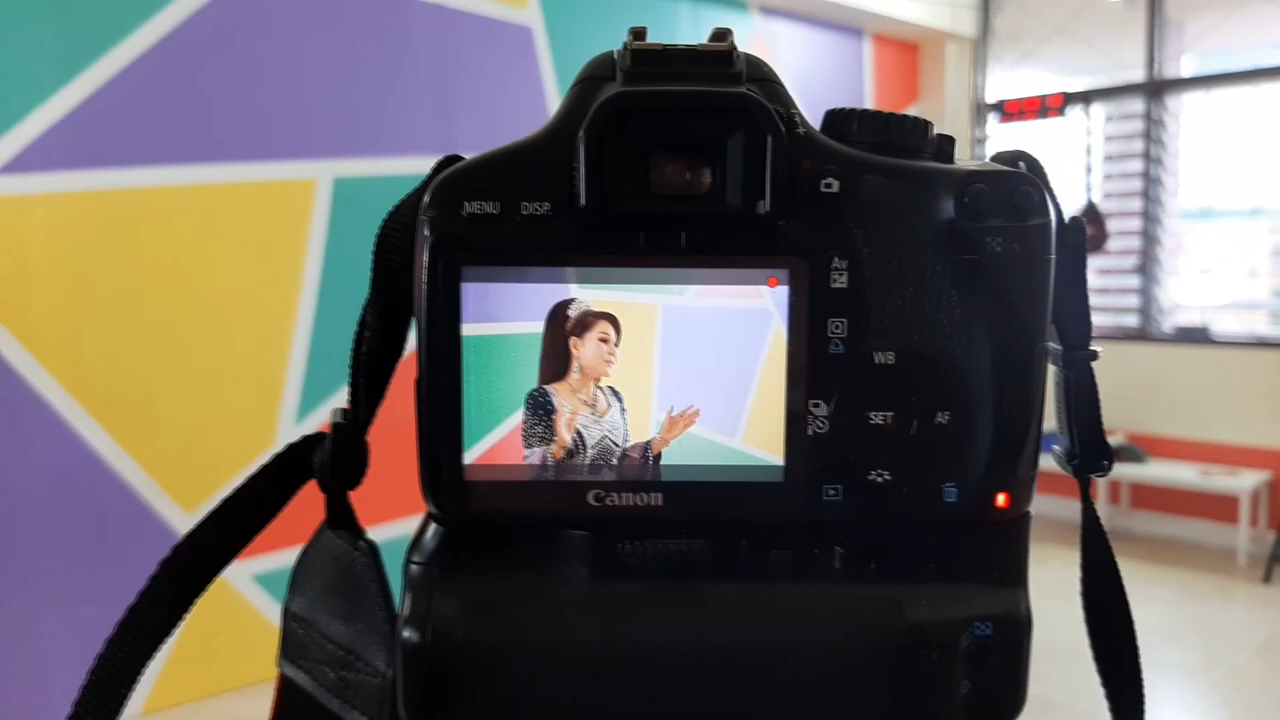 MENU DISP.
Av
Q
WB
SET AF
Canon